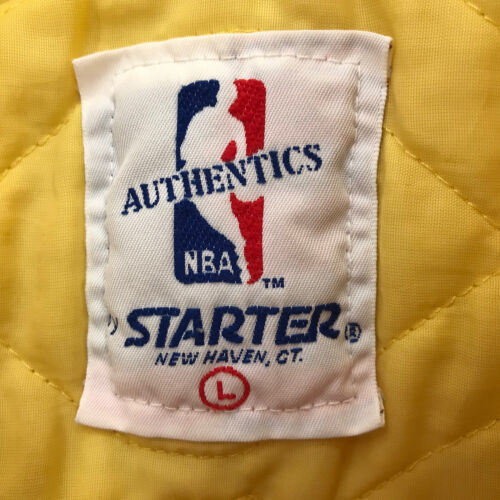 AUTHENTICS
NBA ™
STARTER ®
NEW HAVEN, CT.
L